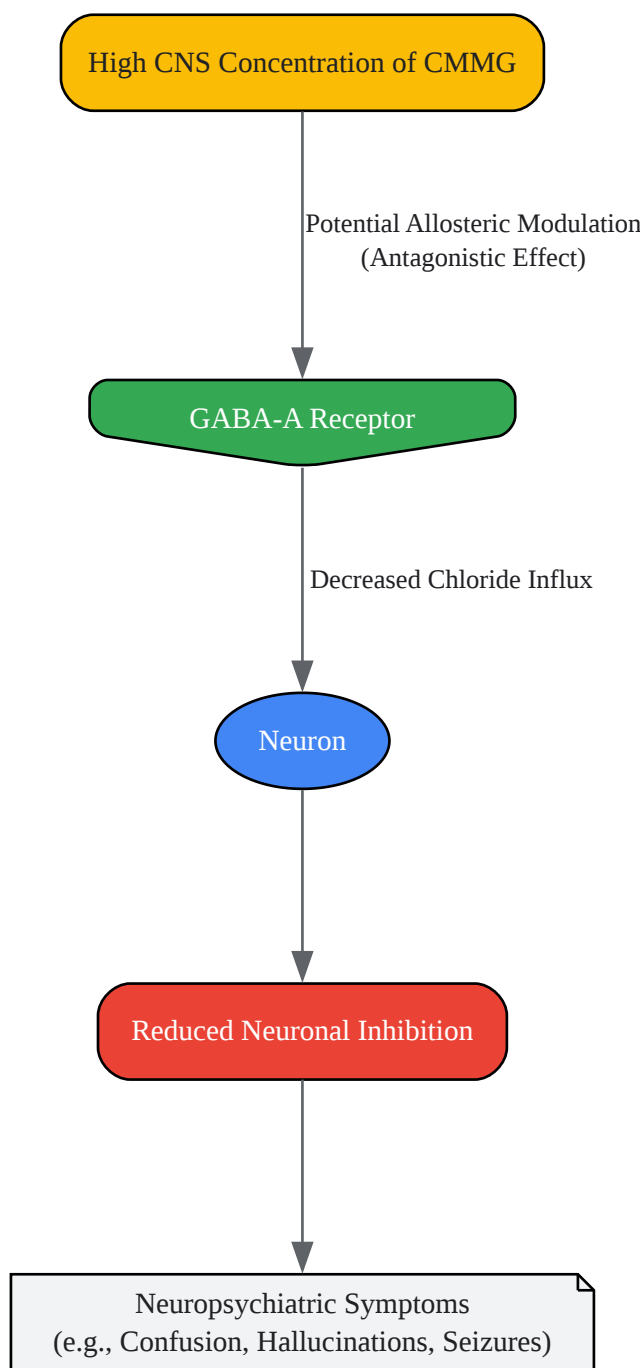 High CNS Concentration of CMMG
Potential Allosteric Modulation
(Antagonistic Effect)
GABA-A Receptor
Decreased Chloride Influx
Neuron
Reduced Neuronal Inhibition
Neuropsychiatric Symptoms
(e.g., Confusion, Hallucinations, Seizures)